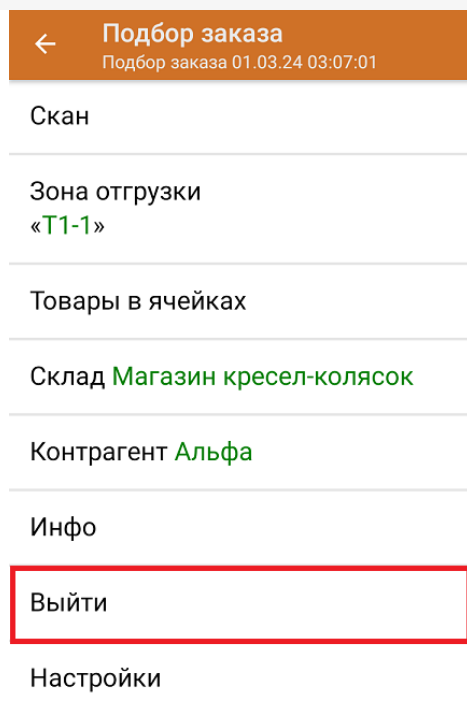 Подбор заказа
Подбор заказа 01.03.24 03:07:01
Скан
Зона отгрузки
«Т1-1»
Товары в ячейках
Склад Магазин кресел-колясок
Контрагент Альфа
Инфо
Выйти
Настройки